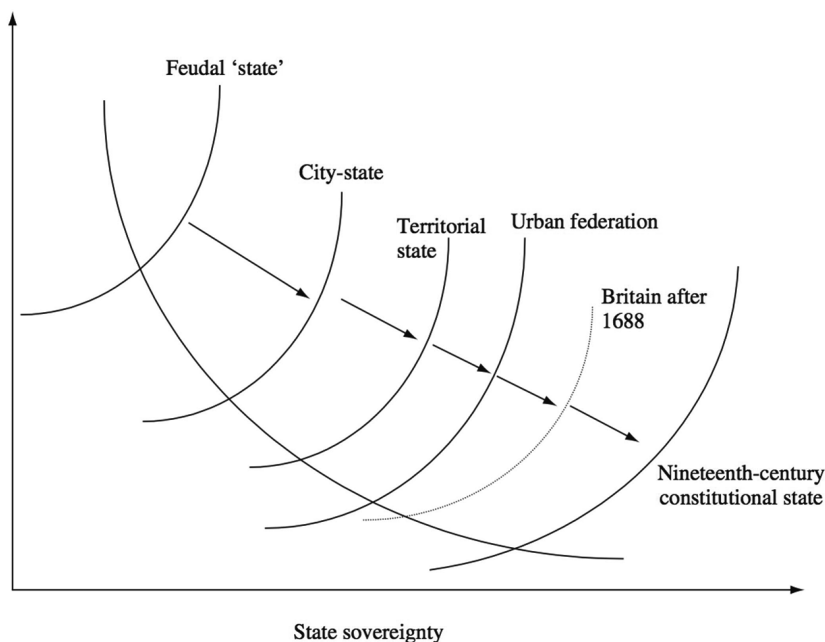 Feudal ‘state’
City-state
Territorial
state
Urban federation
Britain after
1688
Nineteenth-century
constitutional state
State sovereignty